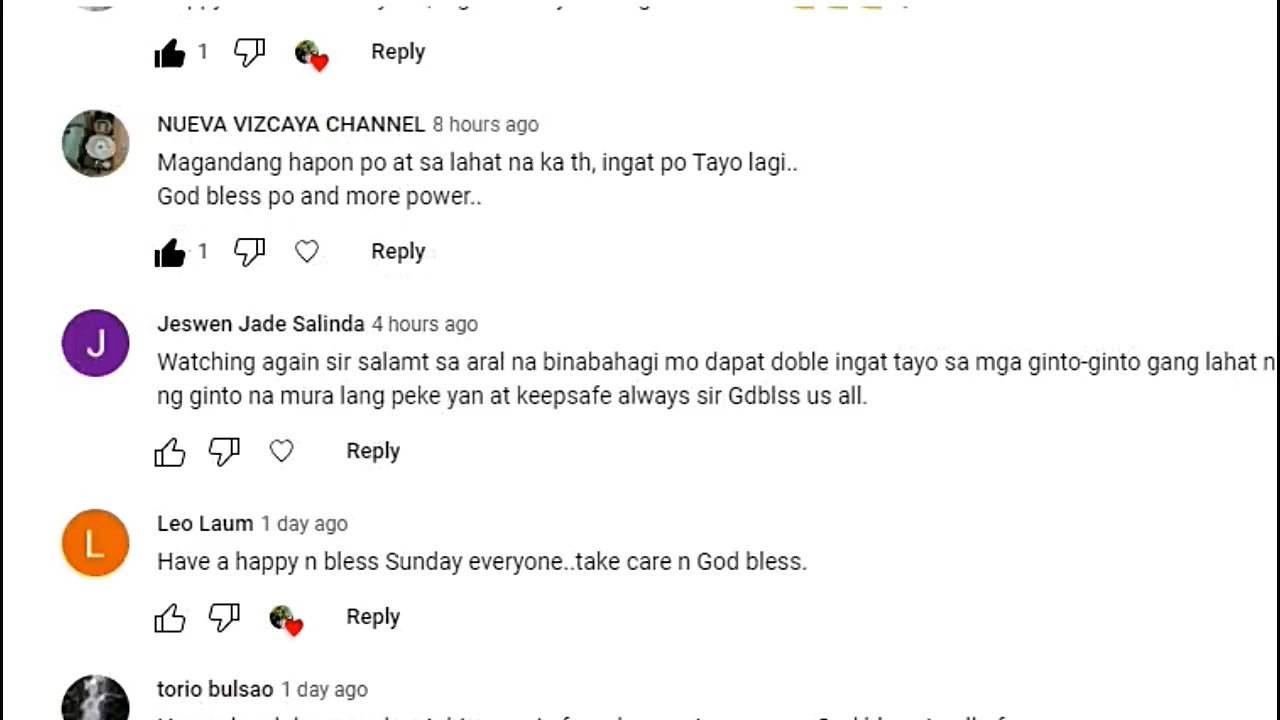 1 Reply
NUEVA VIZCAYA CHANNEL 8 hours ago
Magandang hapon po at sa lahat na ka th, ingat po Tayo lagi..
God bless po and more power..
1 Reply
J
Jeswen Jade Salinda 4 hours ago
Watching again sir salamt sa aral na binabahagi mo dapat doble ingat tayo sa mga ginto-ginto gang lahat n
ng ginto na mura lang peke yan at keepsafe always sir Gdblss us all.
Reply
L
Leo Laum 1 day ago
Have a happy n bless Sunday everyone..take care n God bless.
Reply
torio bulsao 1 day ago